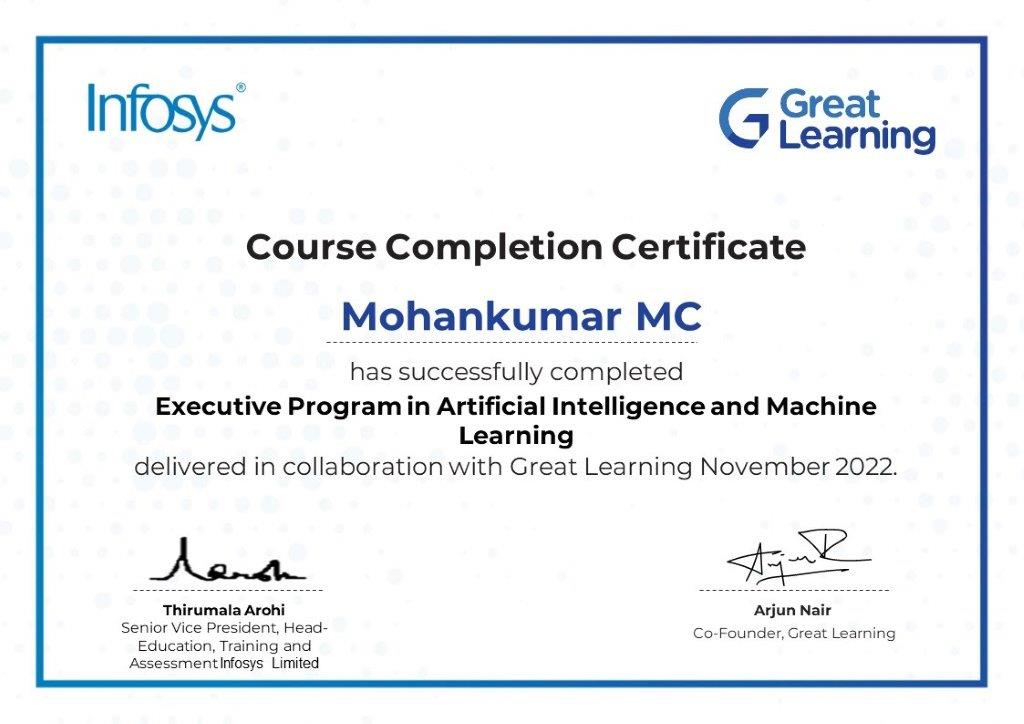 Infosys®
Great
Learning
Course Completion Certificate
Mohankumar MC
has successfully completed
Executive Program in Artificial Intelligence and Machine
Learning
delivered in collaboration with Great Learning November 2022.
Thirumala Arohi
Senior Vice President, Head-
Education, Training and
Assessment Infosys Limited
Arjun Nair
Co-Founder, Great Learning